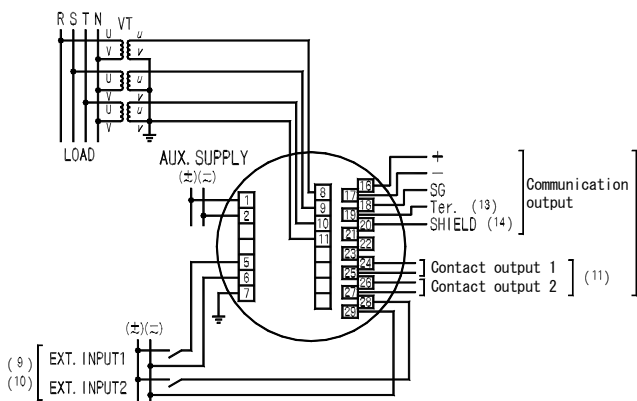 R S T N VT
U u
V v
U u
V v
U u
V v
LOAD
AUX. SUPPLY
(±)(=)
1
2
5
6
7
8
9
10
11
16
17
18
19
20
21
22
23
24
25
26
27
28
29
+
−
SG
Ter. (13)
SHIELD (14)
Communication
output
Contact output 1
Contact output 2
(11)
(±)(=)
(9) EXT. INPUT1
(10) EXT. INPUT2